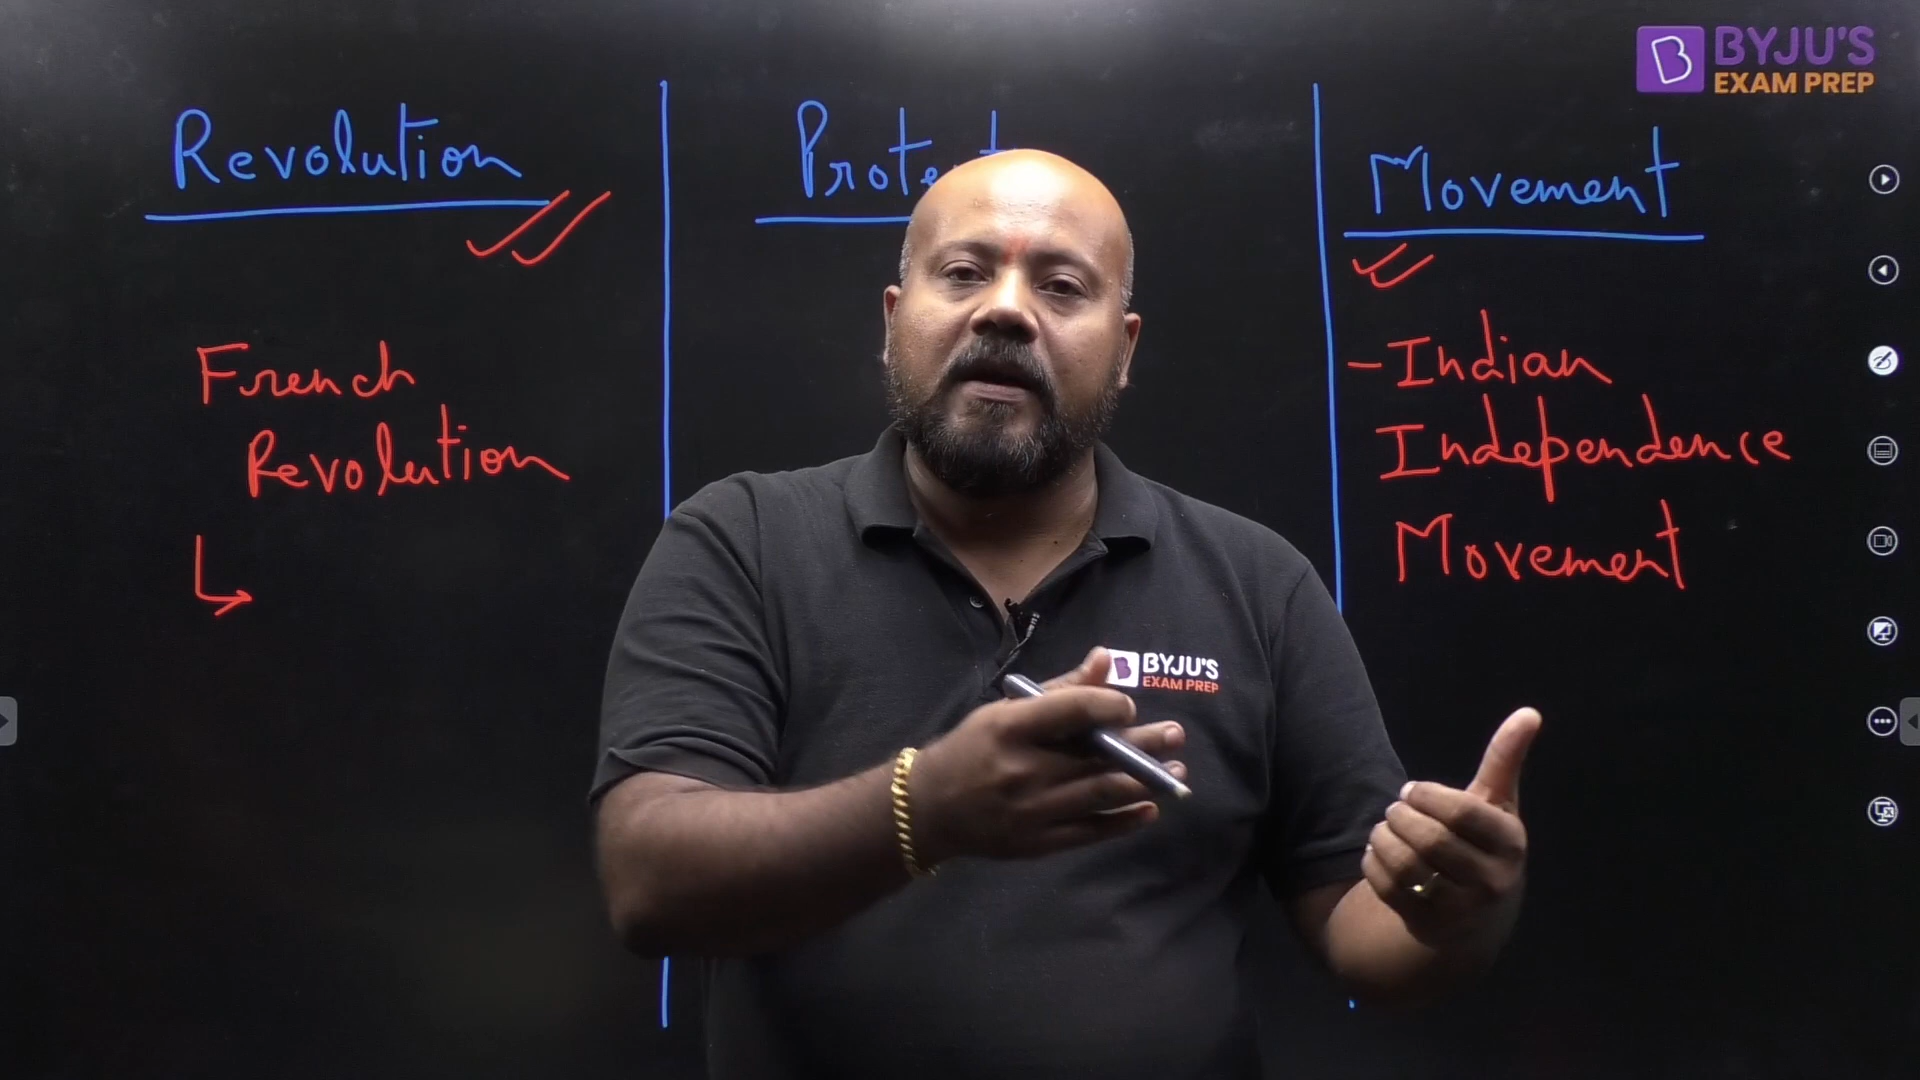 BYJU'S
EXAM PREP
Revolution
Movement
French
Revolution
- Indian
Independence
Movement
BYJU'S
EXAM PREP